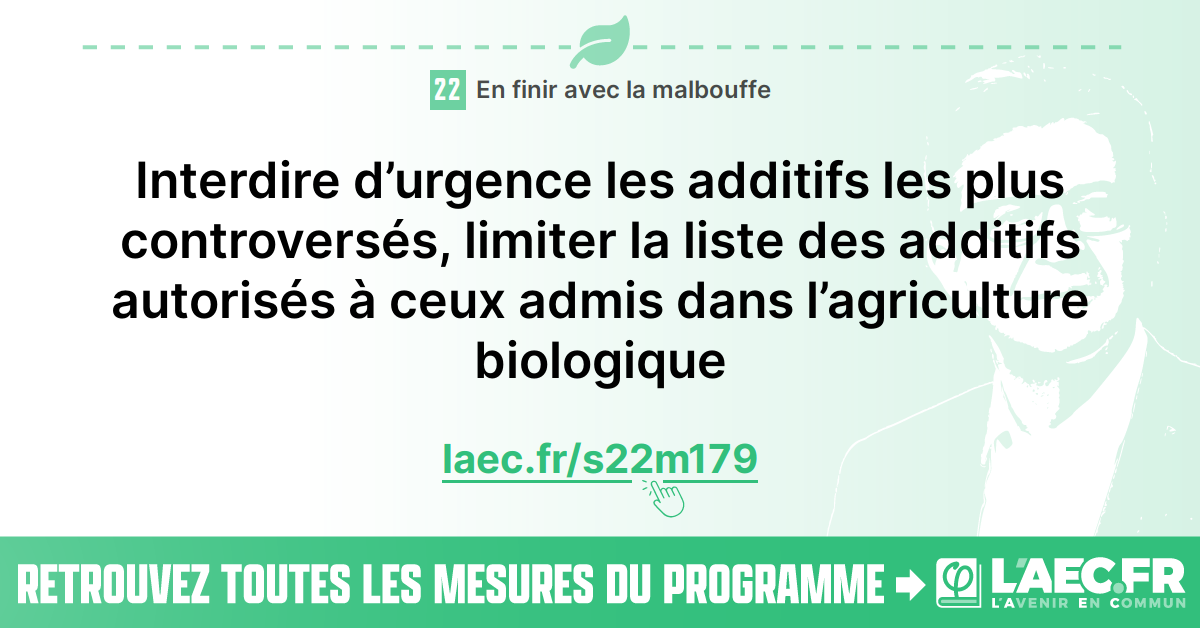 22 En finir avec la malbouffe
Interdire d’urgence les additifs les plus
controversés, limiter la liste des additifs
autorisés à ceux admis dans l’agriculture
biologique
laec.fr/s22m179
RETROUVEZ TOUTES LES MESURES DU PROGRAMME
φ L'AEC.FR
L'AVENIR EN COMMUN